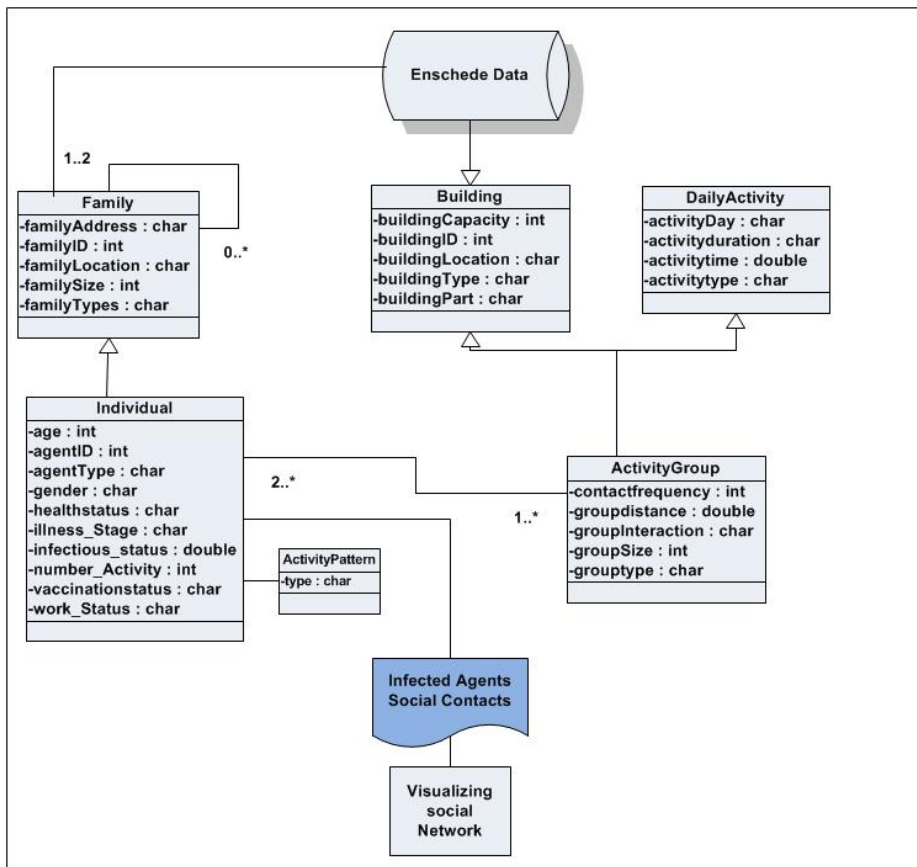 Enschede Data
1..2
Family
-familyAddress : char
-familyID : int
-familyLocation : char
-familySize : int
-familyTypes : char
0..*
Building
-buildingCapacity : int
-buildingID : int
-buildingLocation : char
-buildingType : char
-buildingPart : char
DailyActivity
-activityDay : char
-activityduration : char
-activitytime : double
-activitytype : char
Individual
-age : int
-agentID : int
-agentType : char
-gender : char
-healthstatus : char
-illness_Stage : char
-infectious_status : double
-number_Activity : int
-vaccinationstatus : char
-work_Status : char
2..*
1..*
ActivityGroup
-contactfrequency : int
-groupdistance : double
-groupInteraction : char
-groupSize : int
-grouptype : char
ActivityPattern
-type : char
Infected Agents
Social Contacts
Visualizing
social
Network